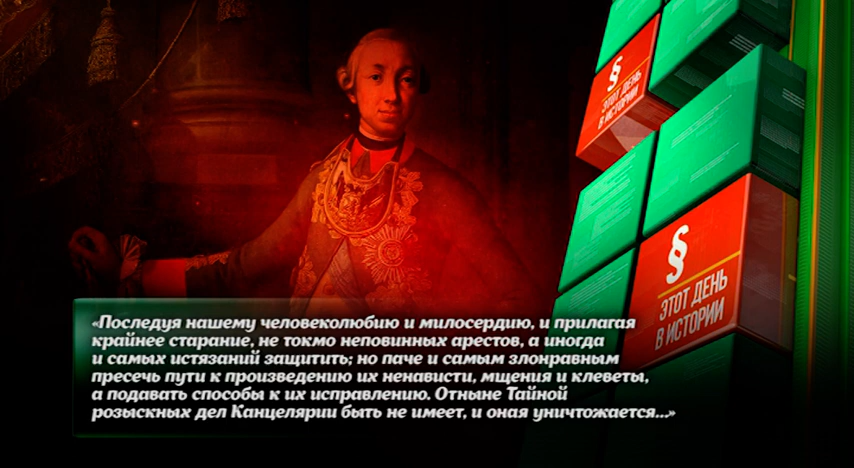 §
ЭТОТ ДЕНЬ
В ИСТОРИИ
§
ЭТОТ ДЕНЬ
В ИСТОРИИ
«Последуя нашему человеколюбию и милосердию, и прилагая
крайнее старание, не токмо неповинных арестов, а иногда
и самых истязаний защитить; но паче и самым злонравным
пресечь пути к произведению их ненависти, мщения и клеветы,
а подавать способы к их исправлению. Отныне Тайной
розыскных дел Канцелярии быть не имеет, и оная уничтожается...»